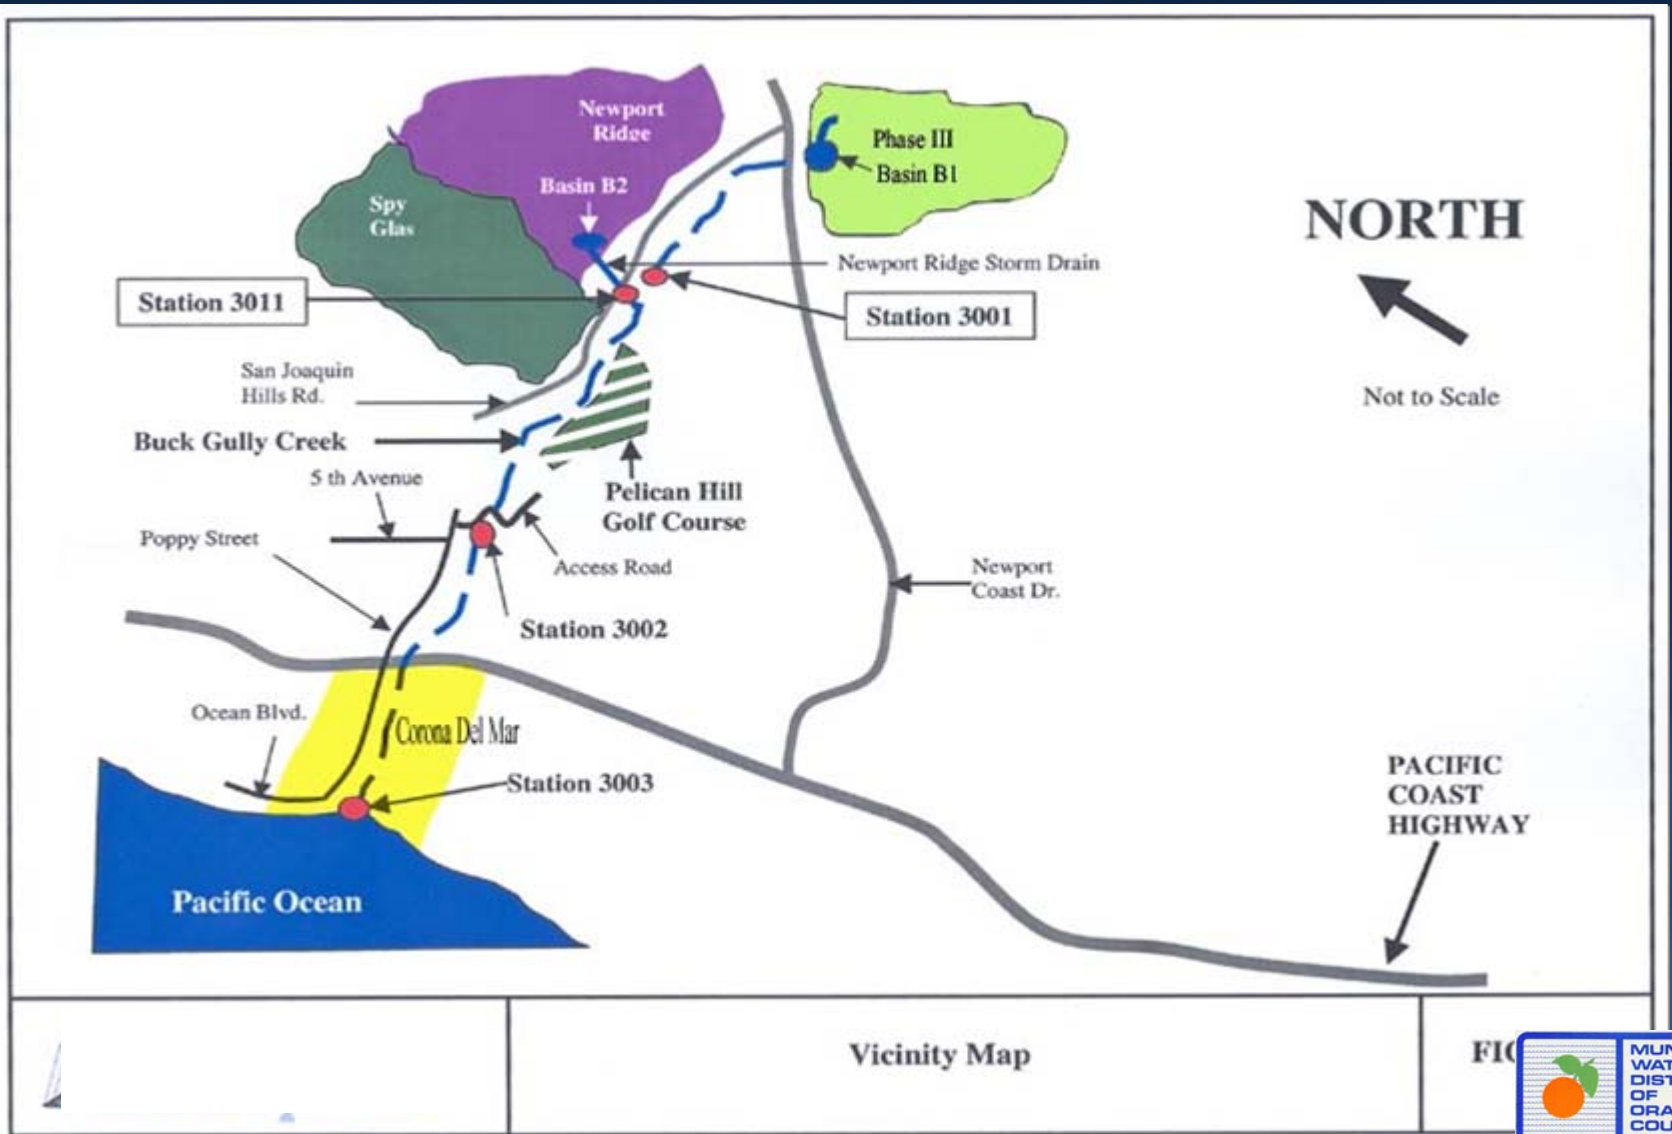 Newport
Ridge
Phase III
Basin B1
Basin B2
Spy
Glas
NORTH
Newport Ridge Storm Drain
Station 3011
Station 3001
San Joaquin
Hills Rd.
Not to Scale
Buck Gully Creek
5 th Avenue
Pelican Hill
Golf Course
Poppy Street
Access Road
Newport
Coast Dr.
Station 3002
Ocean Blvd.
Corona Del Mar
Station 3003
PACIFIC
COAST
HIGHWAY
Pacific Ocean
Vicinity Map